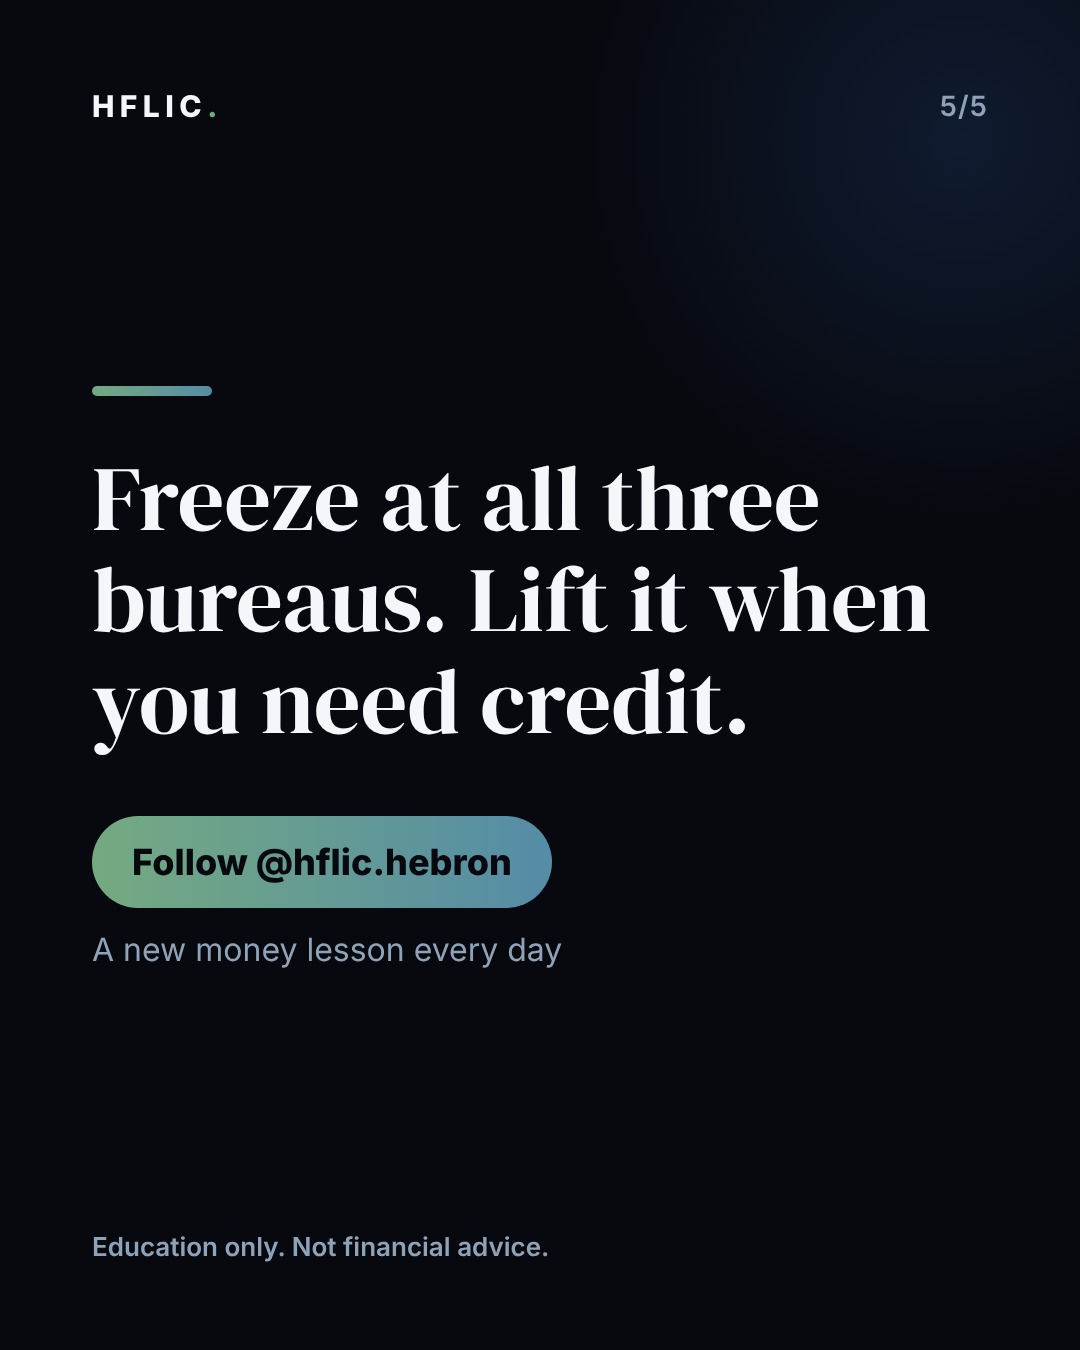 HFLIC.
5/5
Freeze at all three
bureaus. Lift it when
you need credit.
Follow @hflic.hebron
A new money lesson every day
Education only. Not financial advice.